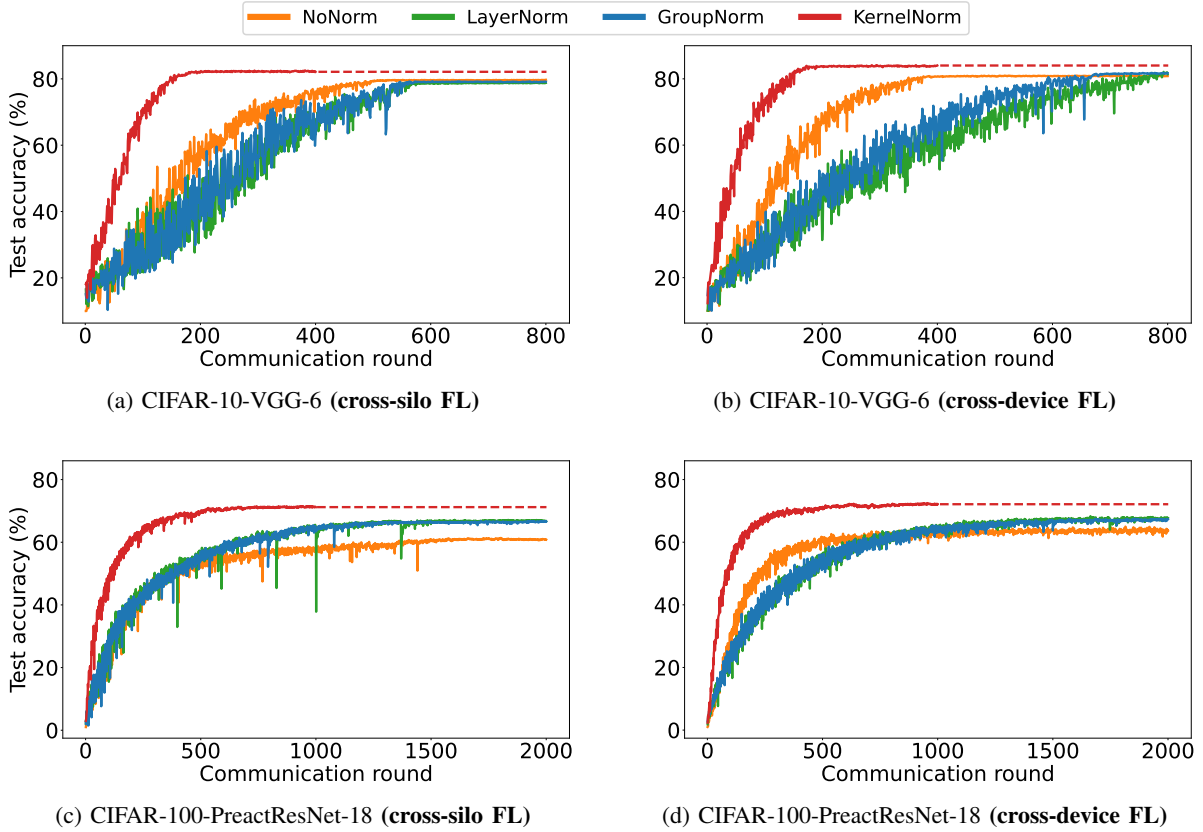 NoNorm LayerNorm GroupNorm KernelNorm
80
60
40
20
Test accuracy (%)
0 200 400 600 800
Communication round
(a) CIFAR-10-VGG-6 (cross-silo FL)
80
60
40
20
0 200 400 600 800
Communication round
(b) CIFAR-10-VGG-6 (cross-device FL)
80
60
40
20
0
Test accuracy (%)
0 500 1000 1500 2000
Communication round
(c) CIFAR-100-PreactResNet-18 (cross-silo FL)
80
60
40
20
0
0 500 1000 1500 2000
Communication round
(d) CIFAR-100-PreactResNet-18 (cross-device FL)